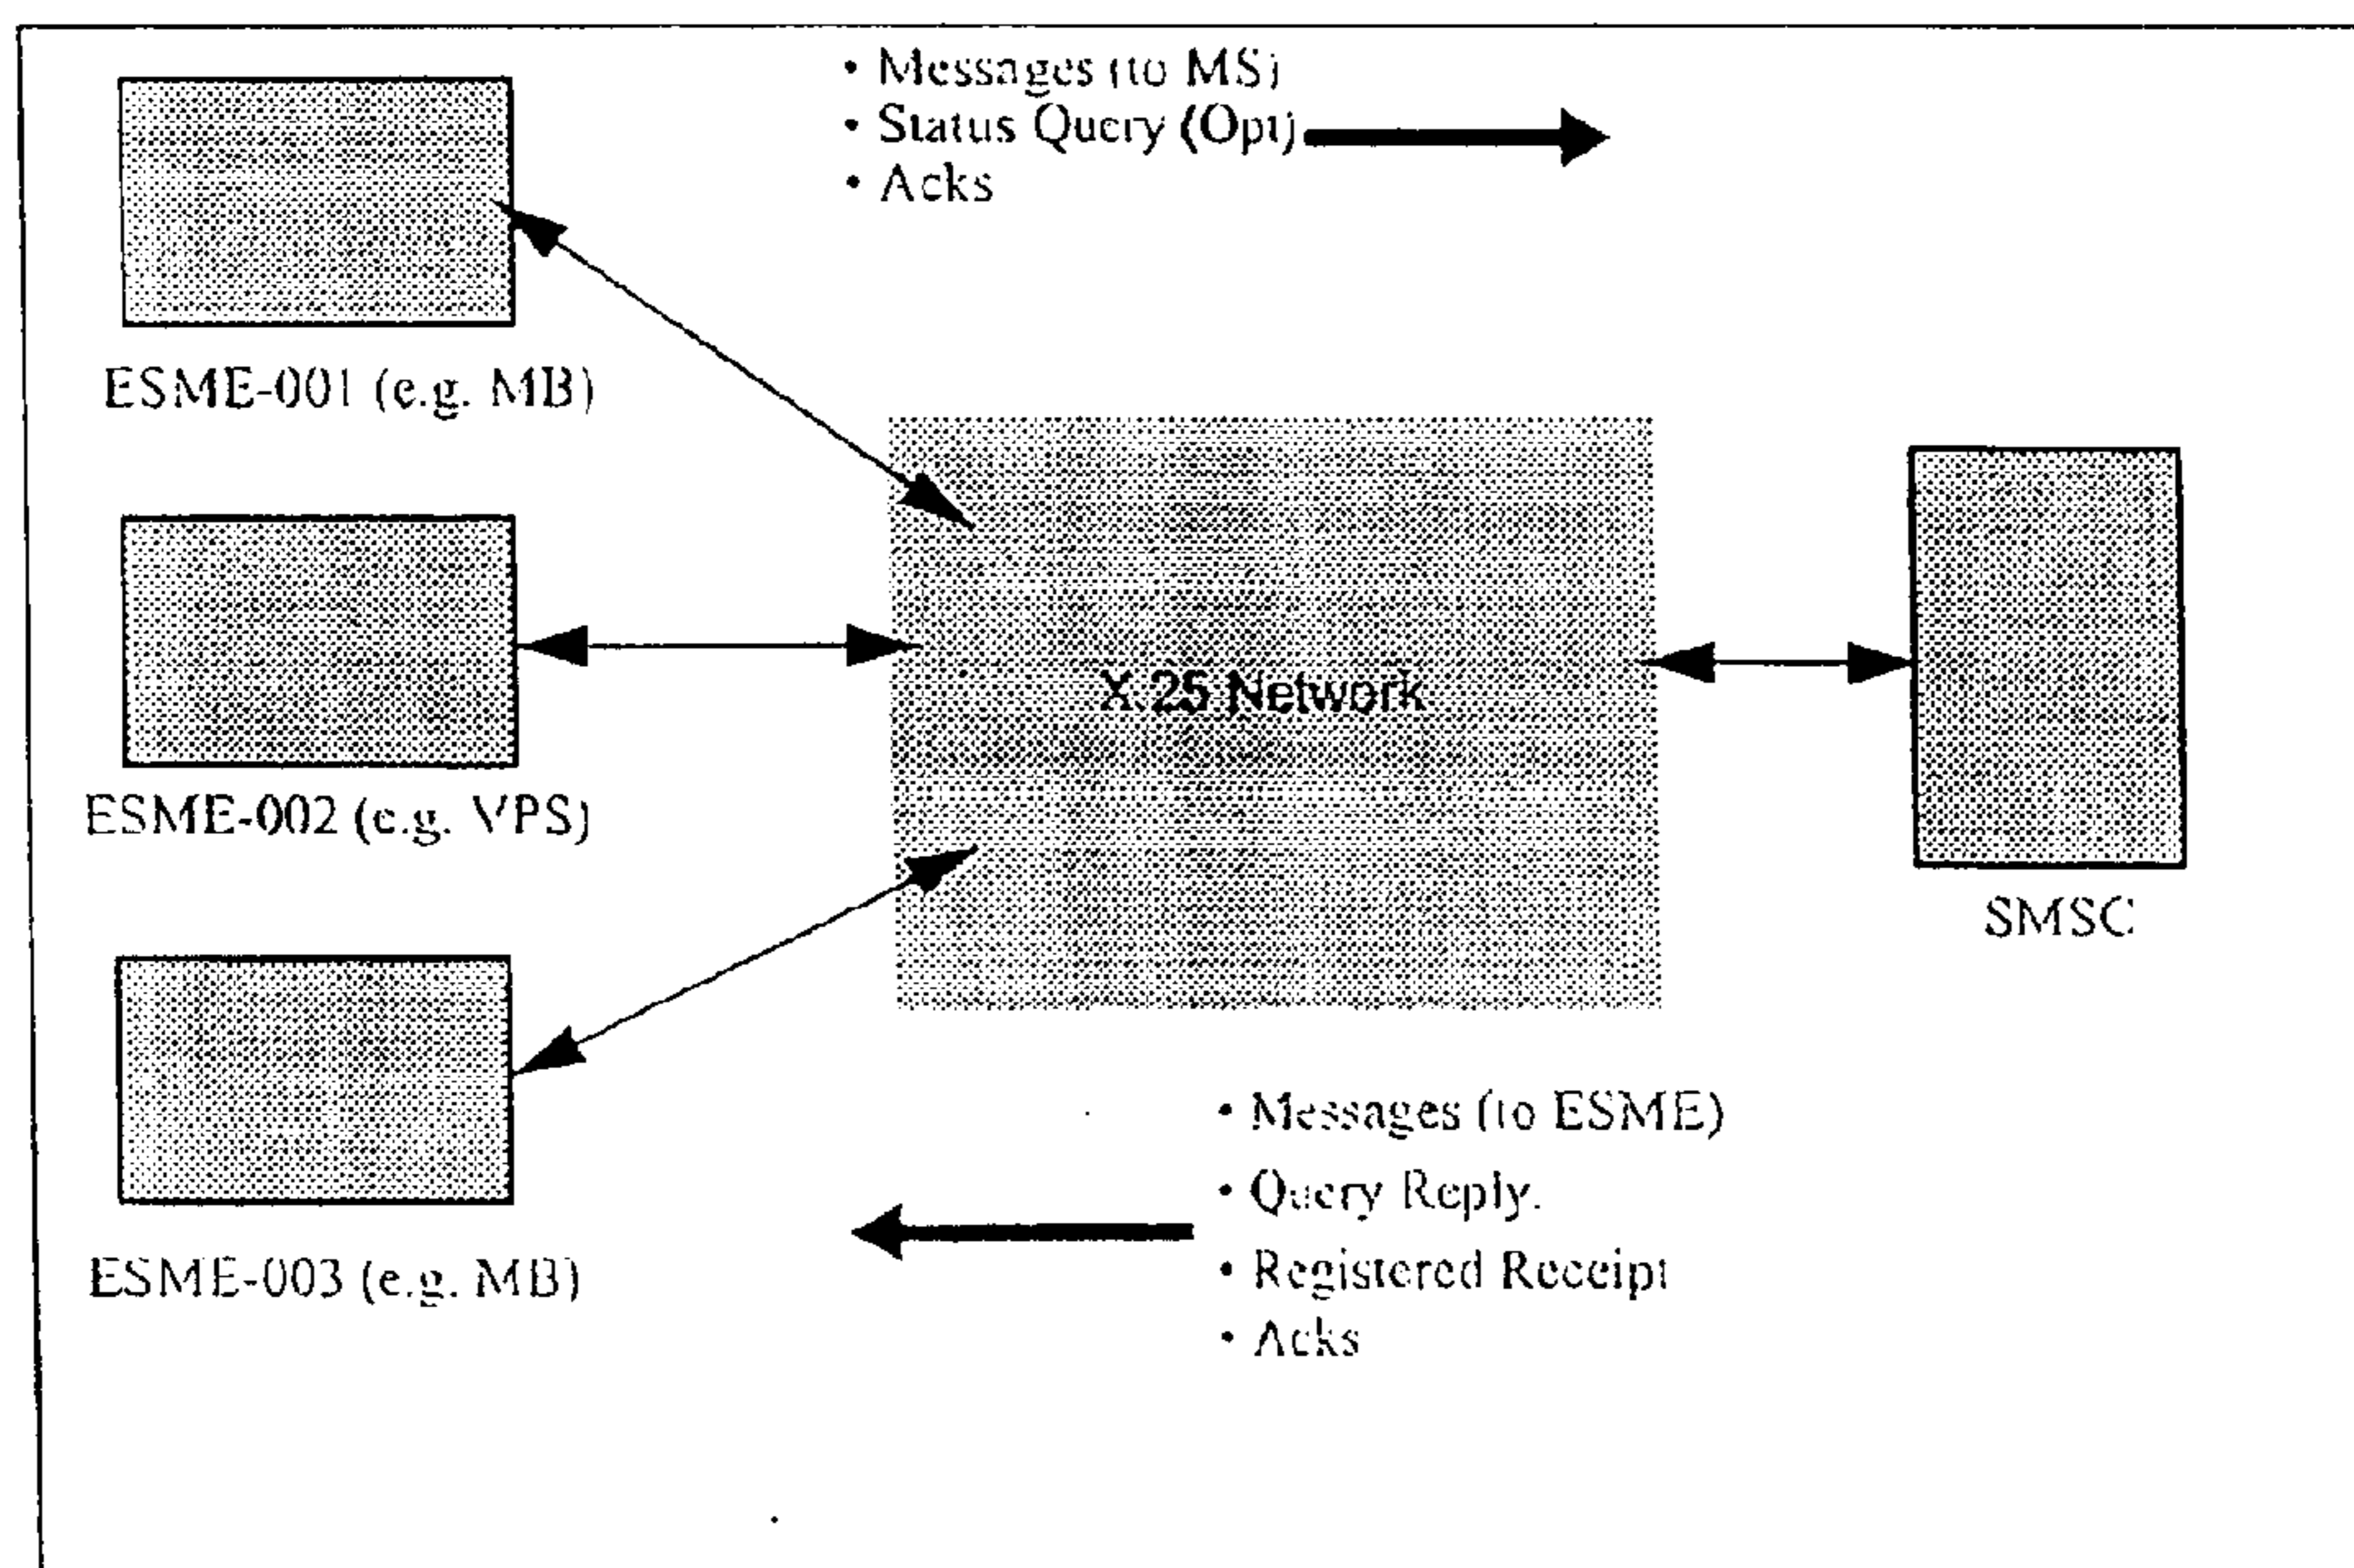 • Messages (to MS)
• Status Query (Opt)
• Acks
ESME-001 (e.g. MB)
ESME-002 (e.g. VPS)
X.25 Network
SMSC
ESME-003 (e.g. MB)
• Messages (to ESME)
• Query Reply.
• Registered Receipt
• Acks